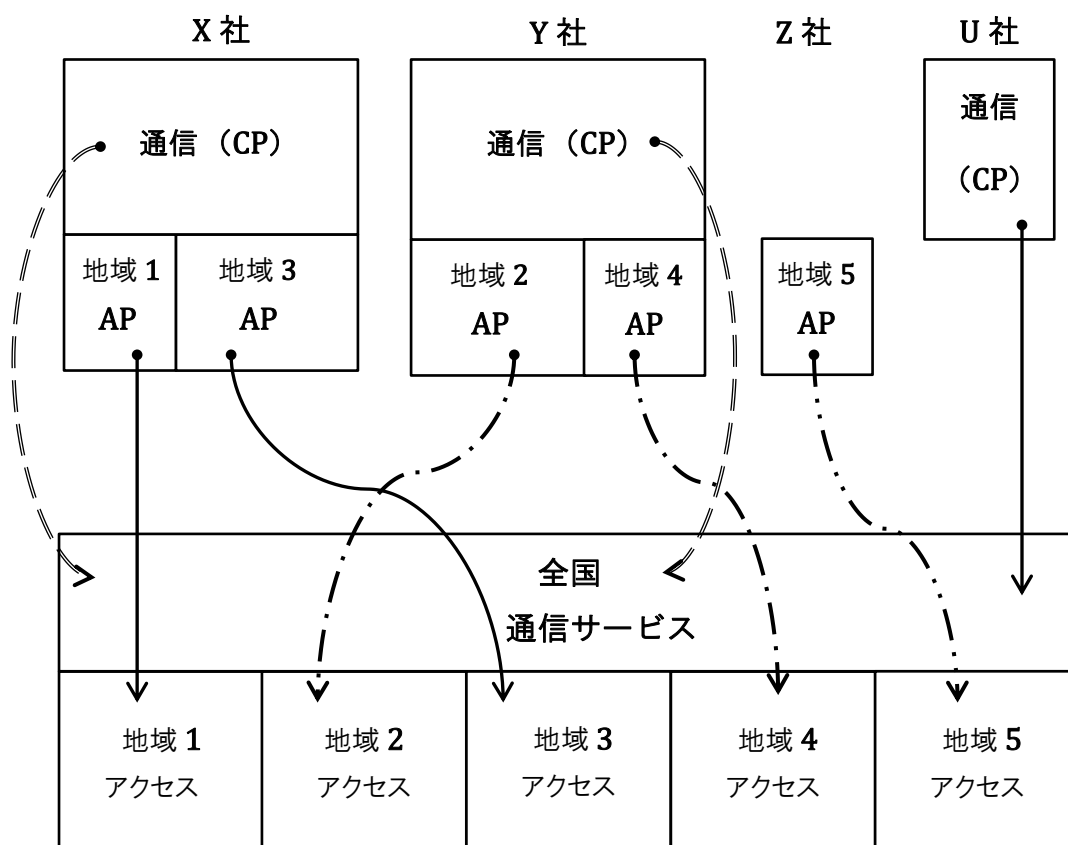 X 社
Y 社
Z 社
U 社
通信（CP）
通信（CP）
通信
（CP）
地域 1
AP
地域 3
AP
地域 2
AP
地域 4
AP
地域 5
AP
全国
通信サービス
地域 1
アクセス
地域 2
アクセス
地域 3
アクセス
地域 4
アクセス
地域 5
アクセス